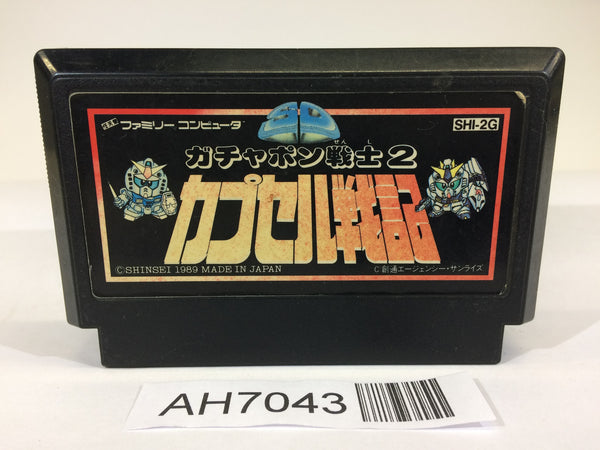 ファミリー コンピュータ
SD
SHI-2G
ガチャポン戦士2
ぜんし
カプセル戦記
©SHINSEI 1989 MADE IN JAPAN
C 創通エージェンシー・サンライズ
AH7043